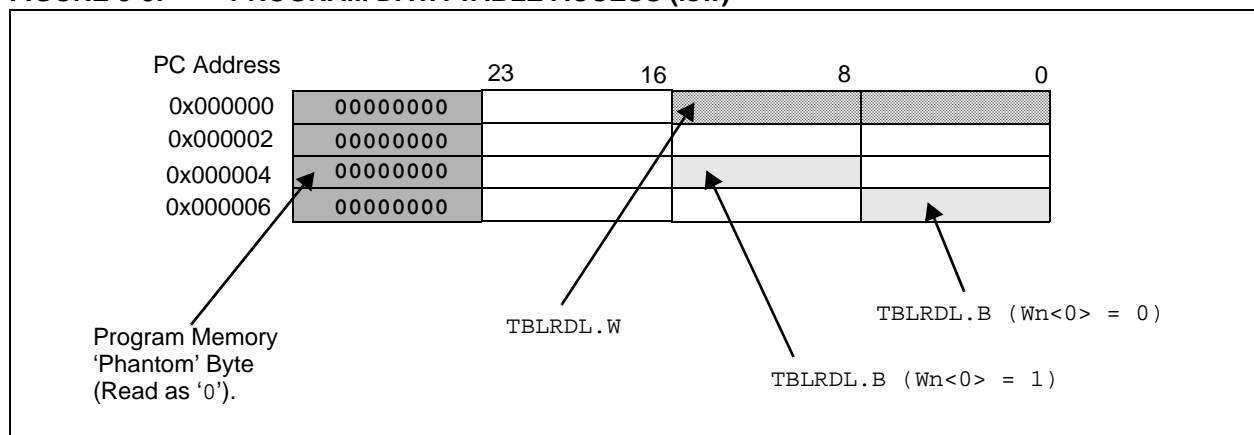 PC Address
23 16 8 0
0x000000 00000000
0x000002 00000000
0x000004 00000000
0x000006 00000000
TBLRDL.W
TBLRDL.B (Wn<0> = 0)
TBLRDL.B (Wn<0> = 1)
Program Memory
‘Phantom’ Byte
(Read as ‘0’).